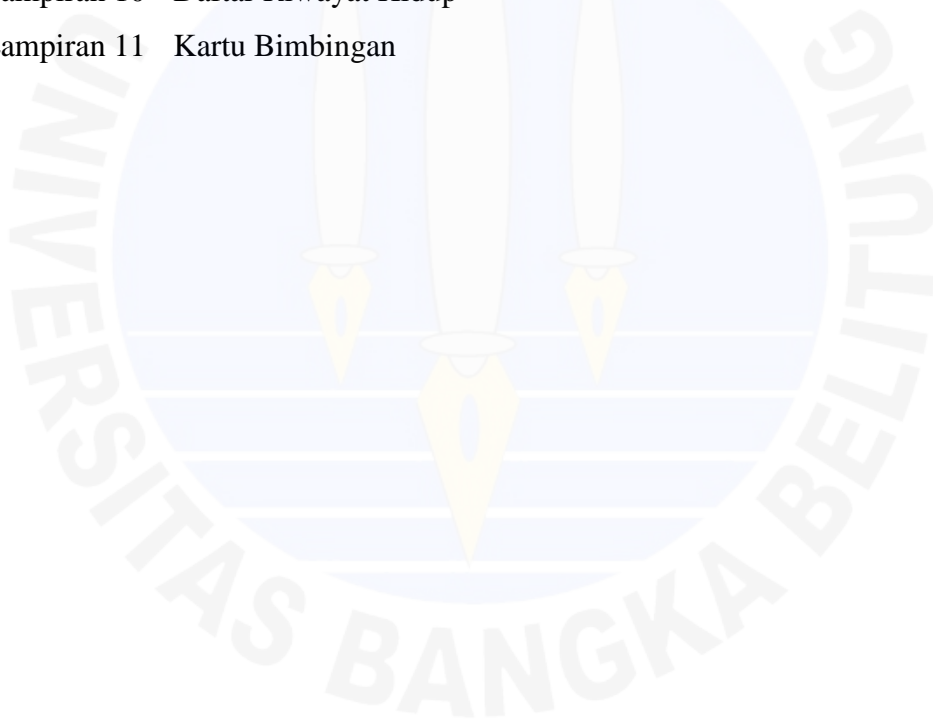 ampiran 10 Daftar Riwayat Hidup
ampiran 11 Kartu Bimbingan
UNIVERSITAS BANGKA BELITUNG